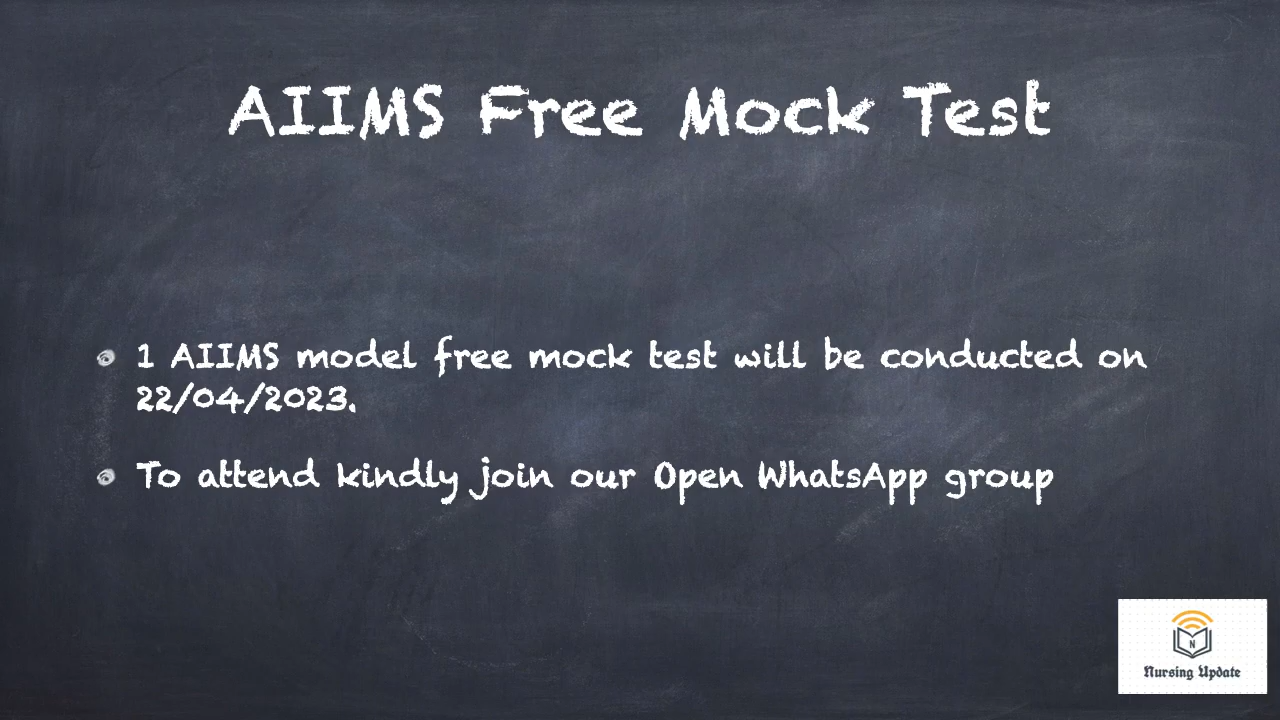 AIIMS Free Mock Test
1 AIIMS model free mock test will be conducted on
22/04/2023.
To attend kindly join our Open WhatsApp group
N
Nursing Update